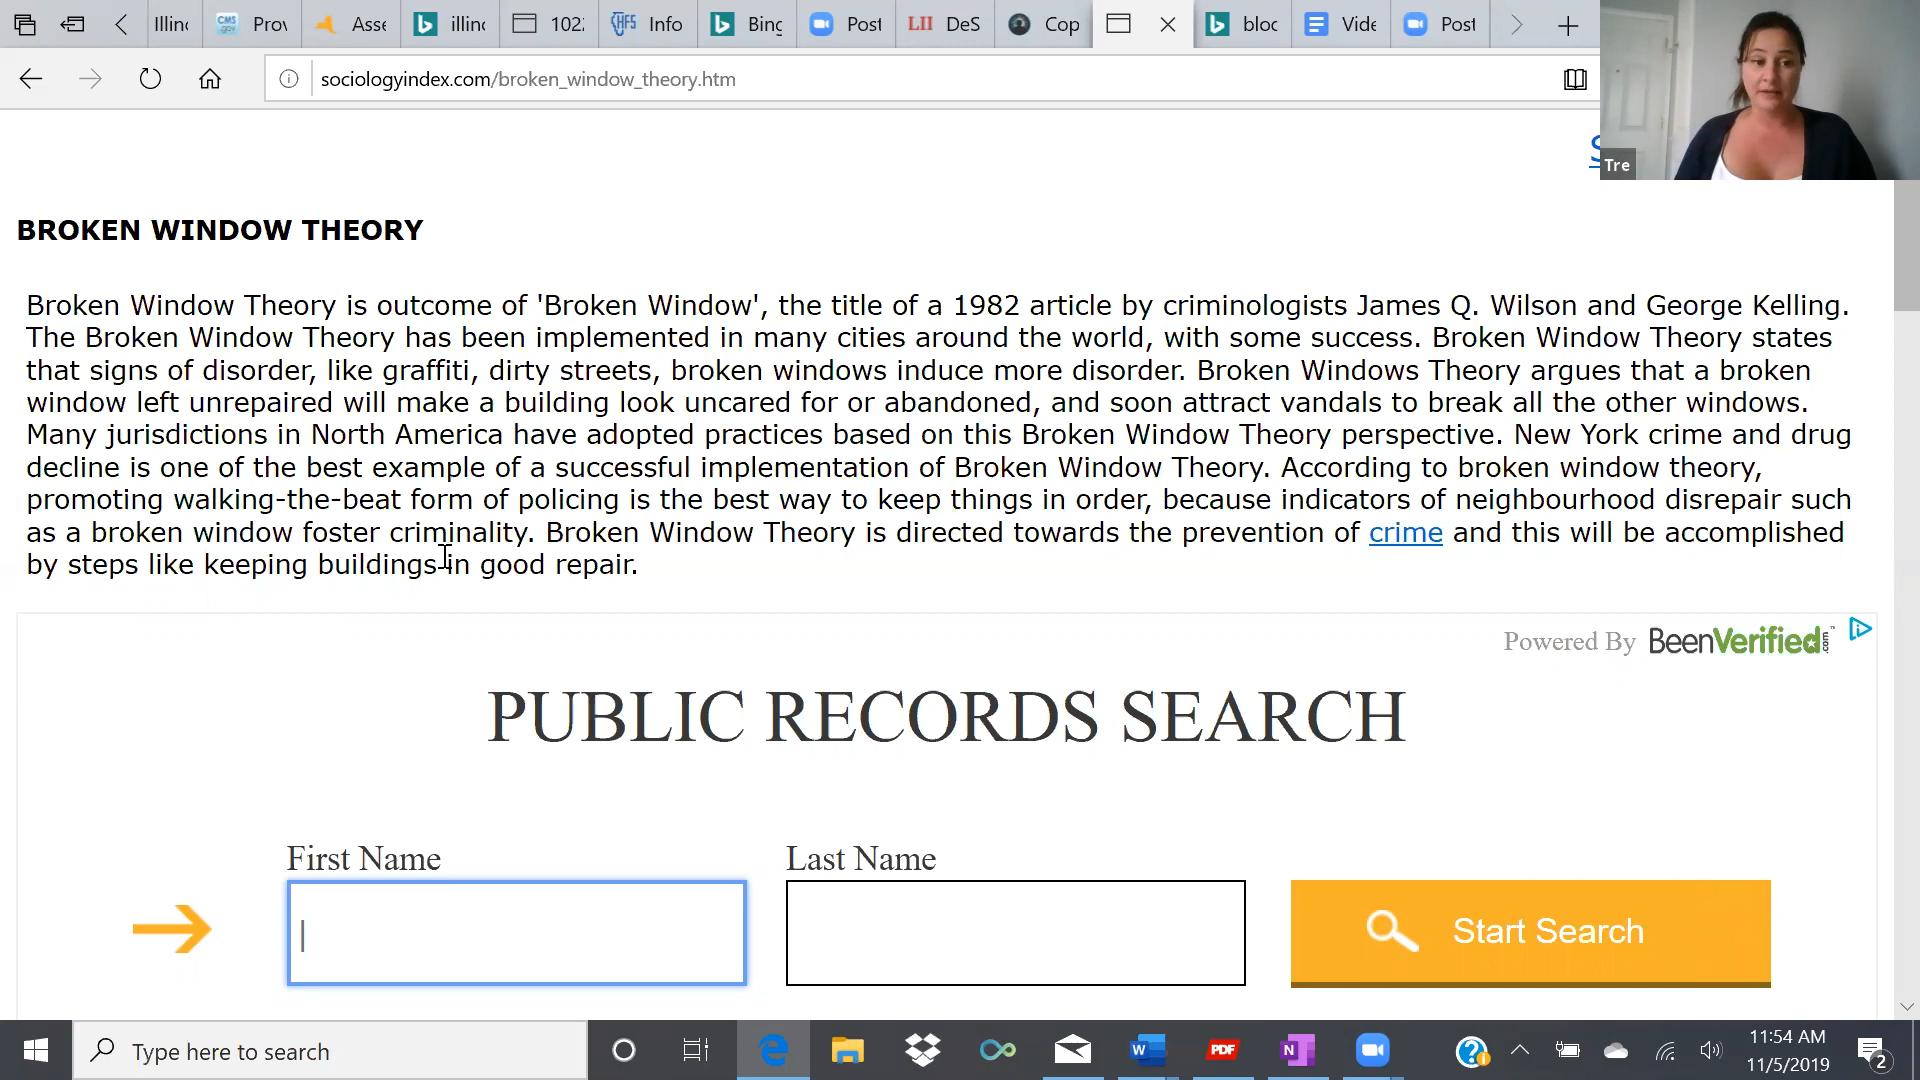 Illinc
Prov
Asse
illinc
102:
Info
Bing
Post
DeS
Cop
bloc
Vide
Post
sociologyindex.com/broken_window_theory.htm
Tre
BROKEN WINDOW THEORY
Broken Window Theory is outcome of 'Broken Window', the title of a 1982 article by criminologists James Q. Wilson and George Kelling.
The Broken Window Theory has been implemented in many cities around the world, with some success. Broken Window Theory states
that signs of disorder, like graffiti, dirty streets, broken windows induce more disorder. Broken Windows Theory argues that a broken
window left unrepaired will make a building look uncared for or abandoned, and soon attract vandals to break all the other windows.
Many jurisdictions in North America have adopted practices based on this Broken Window Theory perspective. New York crime and drug
decline is one of the best example of a successful implementation of Broken Window Theory. According to broken window theory,
promoting walking-the-beat form of policing is the best way to keep things in order, because indicators of neighbourhood disrepair such
as a broken window foster criminality. Broken Window Theory is directed towards the prevention of crime and this will be accomplished
by steps like keeping buildings in good repair.
Powered By BeenVerified.com™
PUBLIC RECORDS SEARCH
First Name
Last Name
Start Search
Type here to search
11:54 AM
11/5/2019
2